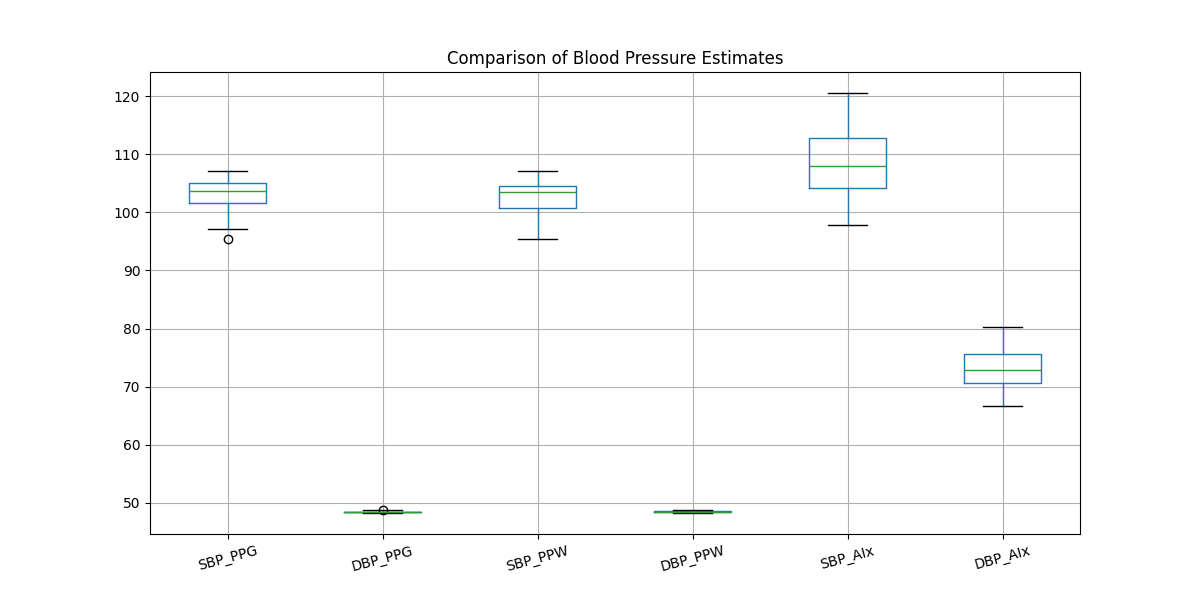 Comparison of Blood Pressure Estimates
120
110
100
90
80
70
60
50
SBP_PPG
DBP_PPG
SBP_PPW
DBP_PPW
SBP_AIx
DBP_AIx